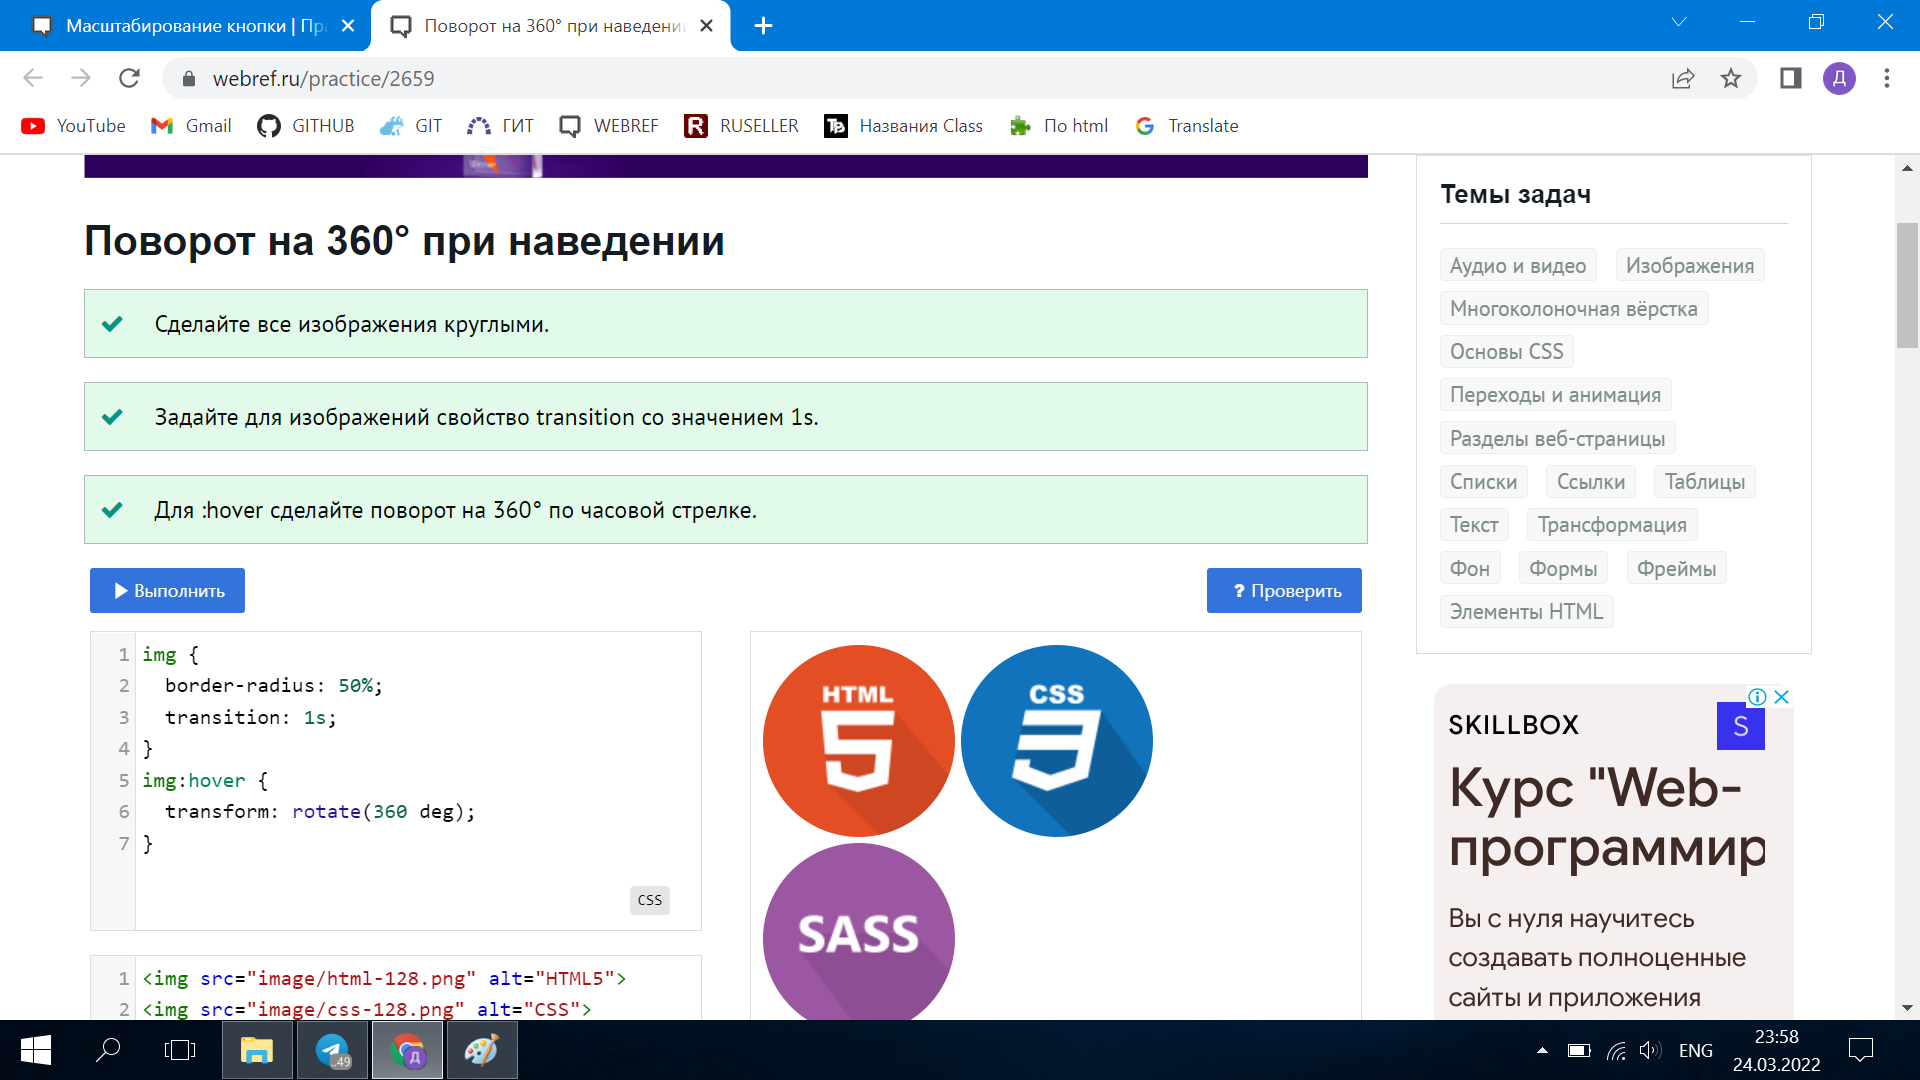 Масштабирование кнопки | Пра
Поворот на 360° при наведении
webref.ru/practice/2659
Д
YouTube
Gmail
GITHUB
GIT
ГИТ
WEBREF
R
RUSELLER
Названия Class
По html
Translate
Поворот на 360° при наведении
Сделайте все изображения круглыми.
Задайте для изображений свойство transition со значением 1s.
Для :hover сделайте поворот на 360° по часовой стрелке.
Выполнить
? Проверить
1 img {
2 border-radius: 50%;
3 transition: 1s;
4 }
5 img:hover {
6 transform: rotate(360 deg);
7 }
CSS
1 <img src="image/html-128.png" alt="HTML5">
2 <img src="image/css-128.png" alt="CSS">
HTML
5
CSS
3
SASS
Темы задач
Аудио и видео Изображения
Многоколоночная вёрстка
Основы CSS
Переходы и анимация
Разделы веб-страницы
Списки Ссылки Таблицы
Текст Трансформация
Фон Формы Фреймы
Элементы HTML
SKILLBOX
S
Курс "Web-
программир
Вы с нуля научитесь
создавать полноценные
сайты и приложения
..49
Д
ENG
23:58
24.03.2022